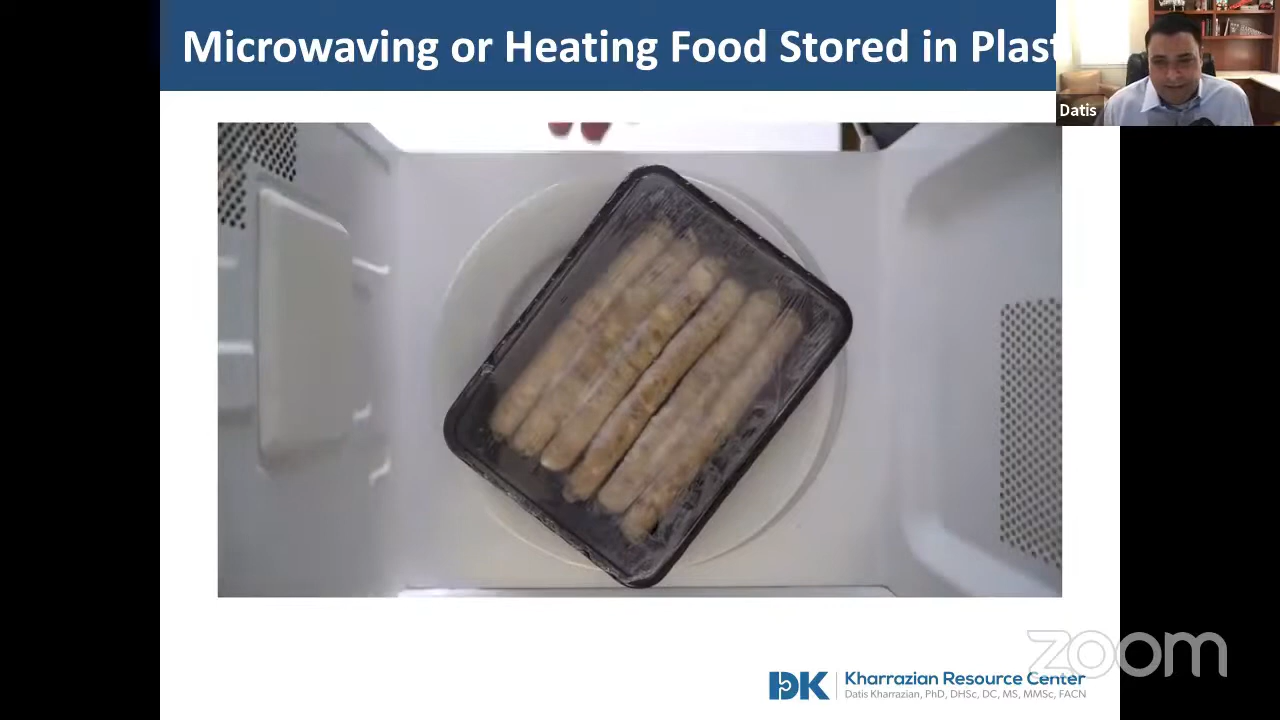 Microwaving or Heating Food Stored in Plast
Datis
zoom
DK
Kharrazian Resource Center
Datis Kharrazian, PhD, DHSc, DC, MS, MMSc, FACN